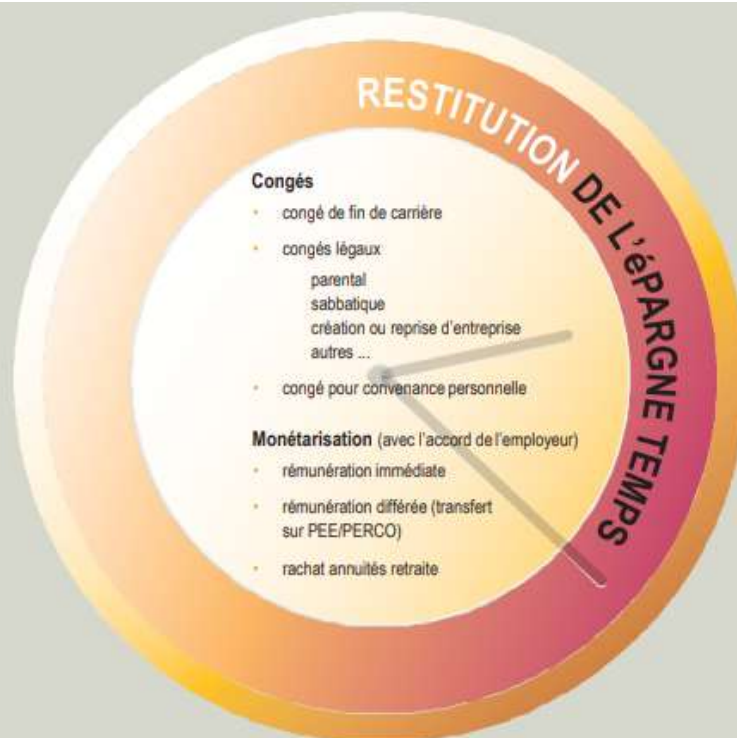 RESTITUTION DE L'éPARGNE TEMPS
Congés
• congé de fin de carrière
• congés légaux
parental
sabbatique
création ou reprise d'entreprise
autres ...
• congé pour convenance personnelle
Monétarisation (avec l'accord de l'employeur)
• rémunération immédiate
• rémunération différée (transfert
sur PEE/PERCO)
• rachat annuités retraite